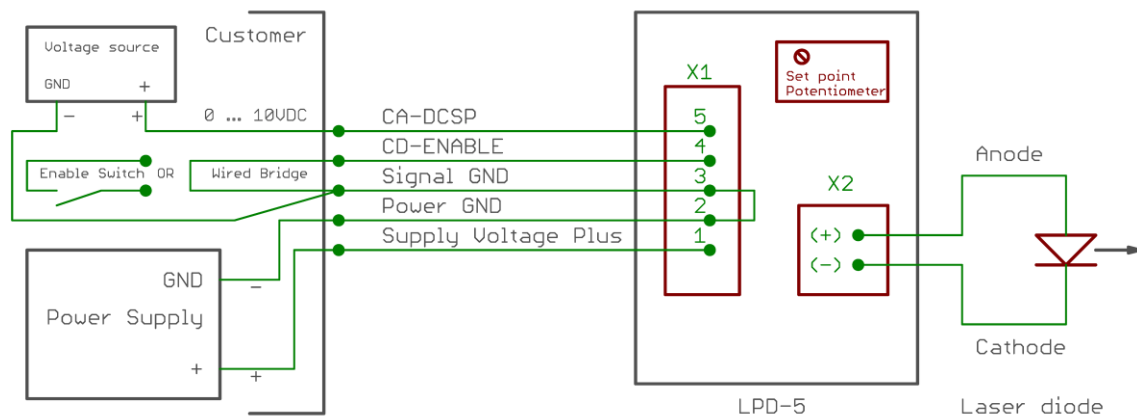 Voltage source
GND
+
-
+
Customer
0 ... 10VDC
Enable Switch OR
Wired Bridge
GND
-
Power Supply
+
+
CA-DCSP
CD-ENABLE
Signal GND
Power GND
Supply Voltage Plus
X1
5
4
3
2
1
Set point
Potentiometer
X2
(+)
(-)
LPD-5
Anode
Cathode
Laser diode